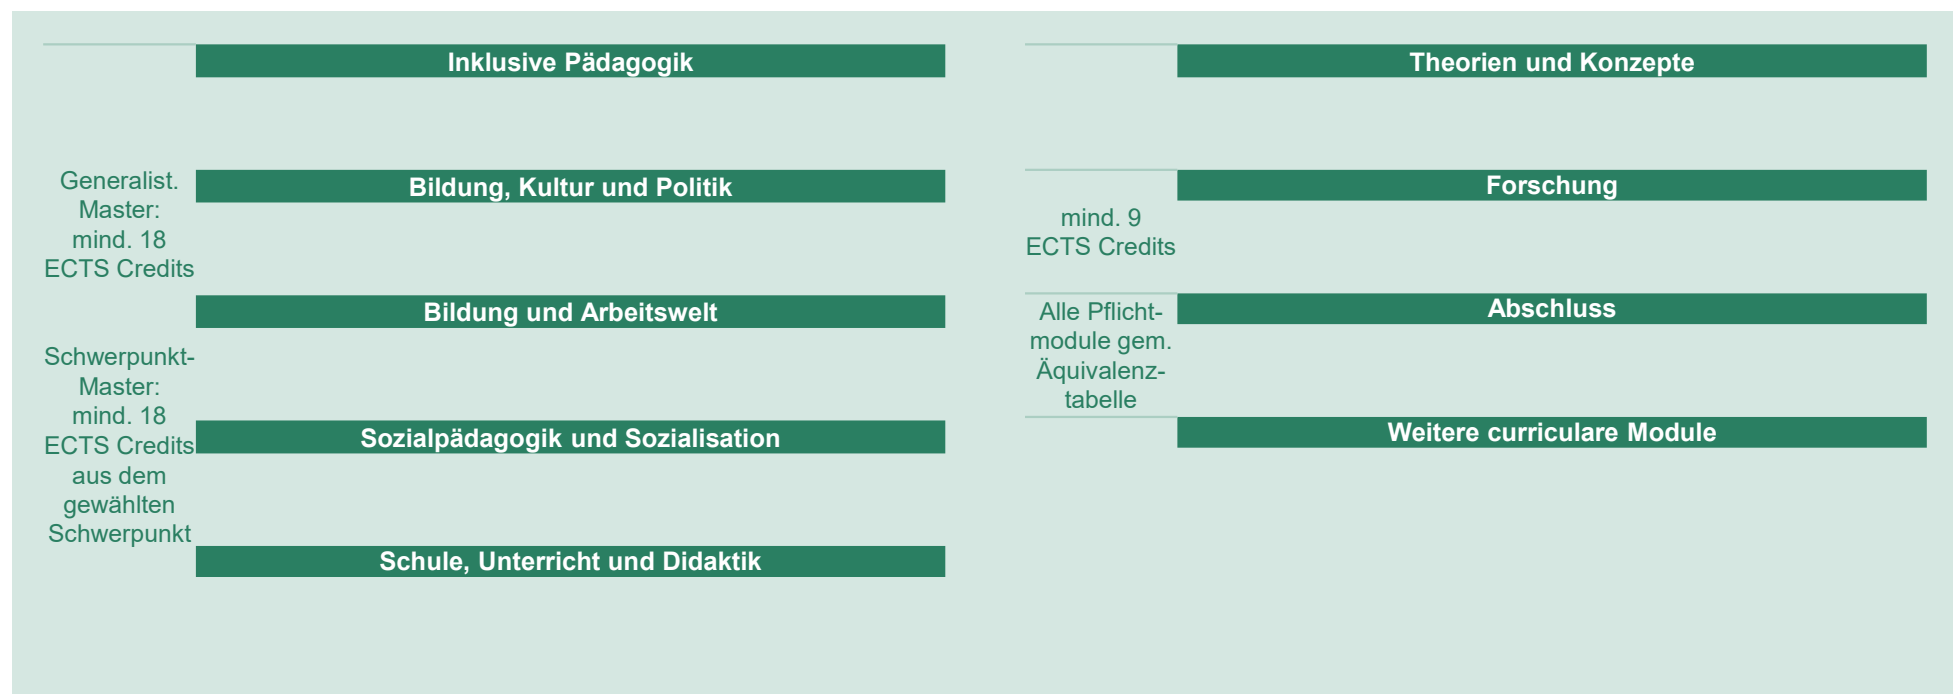 Inklusive Pädagogik
Generalist.
Master:
mind. 18
ECTS Credits
Bildung, Kultur und Politik
Bildung und Arbeitswelt
Schwerpunkt-
Master:
mind. 18
ECTS Credits
aus dem
gewählten
Schwerpunkt
Sozialpädagogik und Sozialisation
Schule, Unterricht und Didaktik
Theorien und Konzepte
Forschung
mind. 9
ECTS Credits
Abschluss
Alle Pflicht-
module gem.
Äquivalenz-
tabelle
Weitere curriculare Module